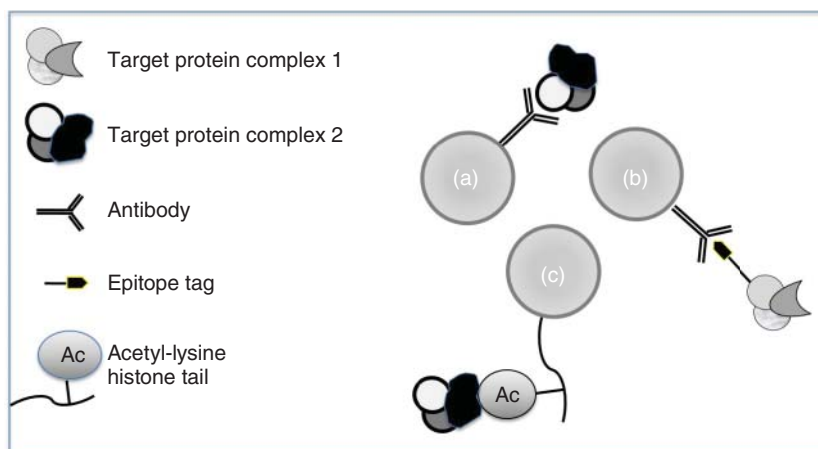 Target protein complex 1
Target protein complex 2
Antibody
Epitope tag
Ac
Acetyl-lysine
histone tail
(a)
(b)
(c)
Ac